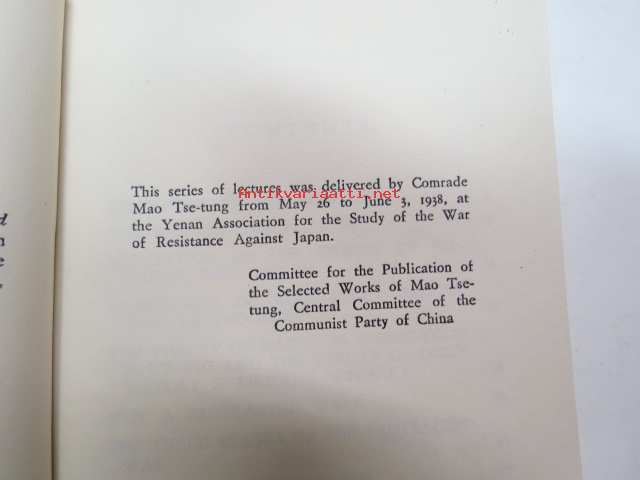 This series of lectures was delivered by Comrade
Antikvariaatti.net
Mao Tse-tung from May 26 to June 3, 1938, at
the Yenan Association for the Study of the War
of Resistance Against Japan.
Committee for the Publication of
the Selected Works of Mao Tse-
tung, Central Committee of the
Communist Party of China